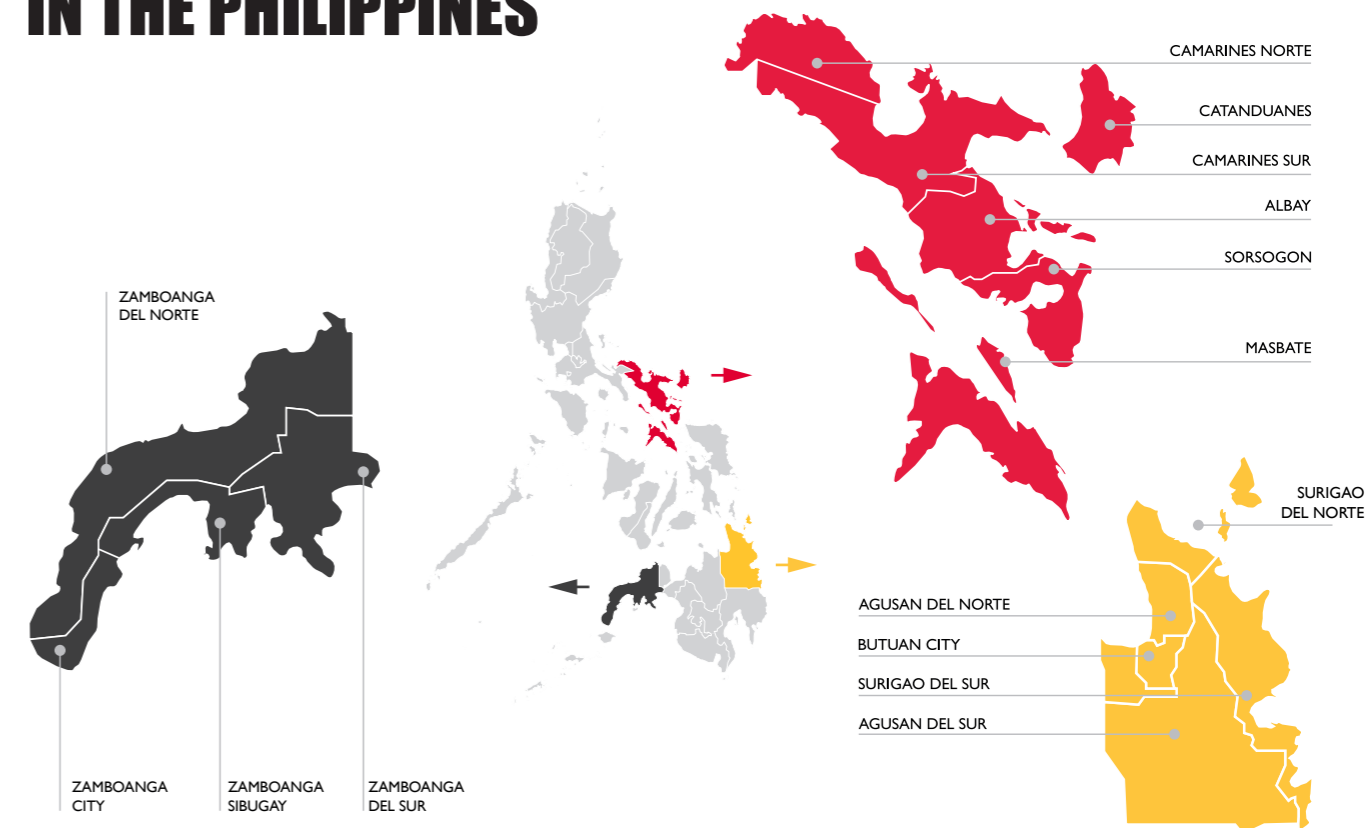 IN THE PHILIPPINES
CAMARINES NORTE
CATANDUANES
CAMARINES SUR
ALBAY
SORSOGON
MASBATE
ZAMBOANGA
DEL NORTE
ZAMBOANGA
CITY
ZAMBOANGA
SIBUGAY
ZAMBOANGA
DEL SUR
SURIGAO
DEL NORTE
AGUSAN DEL NORTE
BUTUAN CITY
SURIGAO DEL SUR
AGUSAN DEL SUR